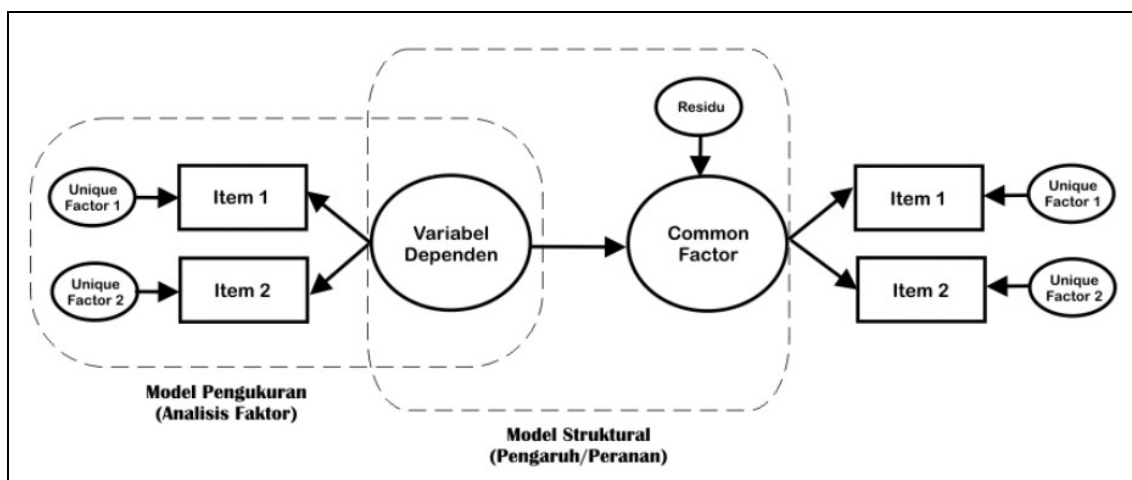 Residu
Unique
Factor 1
Item 1
Variabel
Dependen
Common
Factor
Item 1
Unique
Factor 1
Unique
Factor 2
Item 2
Item 2
Unique
Factor 2
Model Pengukuran
(Analisis Faktor)
Model Struktural
(Pengaruh/Peranan)